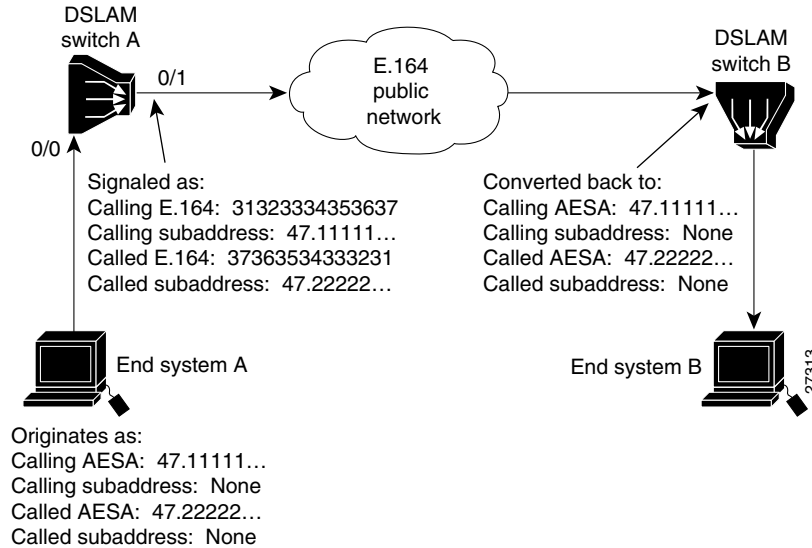 DSLAM
switch A
0/1
0/0
E.164
public
network
DSLAM
switch B
Signaled as:
Calling E.164: 31323334353637
Calling subaddress: 47.11111…
Called E.164: 37363534333231
Called subaddress: 47.22222…
Converted back to:
Calling AESA: 47.11111…
Calling subaddress: None
Called AESA: 47.22222…
Called subaddress: None
End system A
End system B
27313
Originates as:
Calling AESA: 47.11111…
Calling subaddress: None
Called AESA: 47.22222…
Called subaddress: None